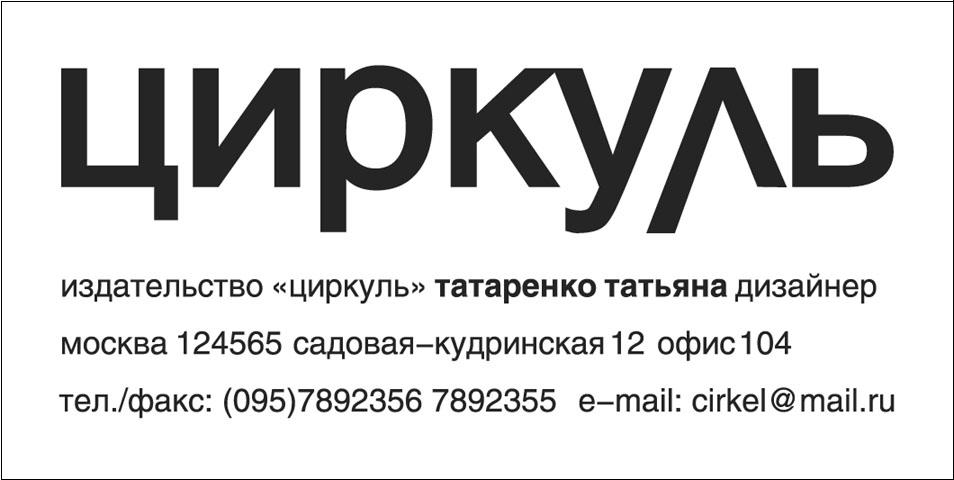 циркуль
издательство «циркуль» татаренко татьяна дизайнер
москва 124565 садовая–кудринская 12 офис 104
тел./факс: (095)7892356 7892355 e–mail: cirkel@mail.ru